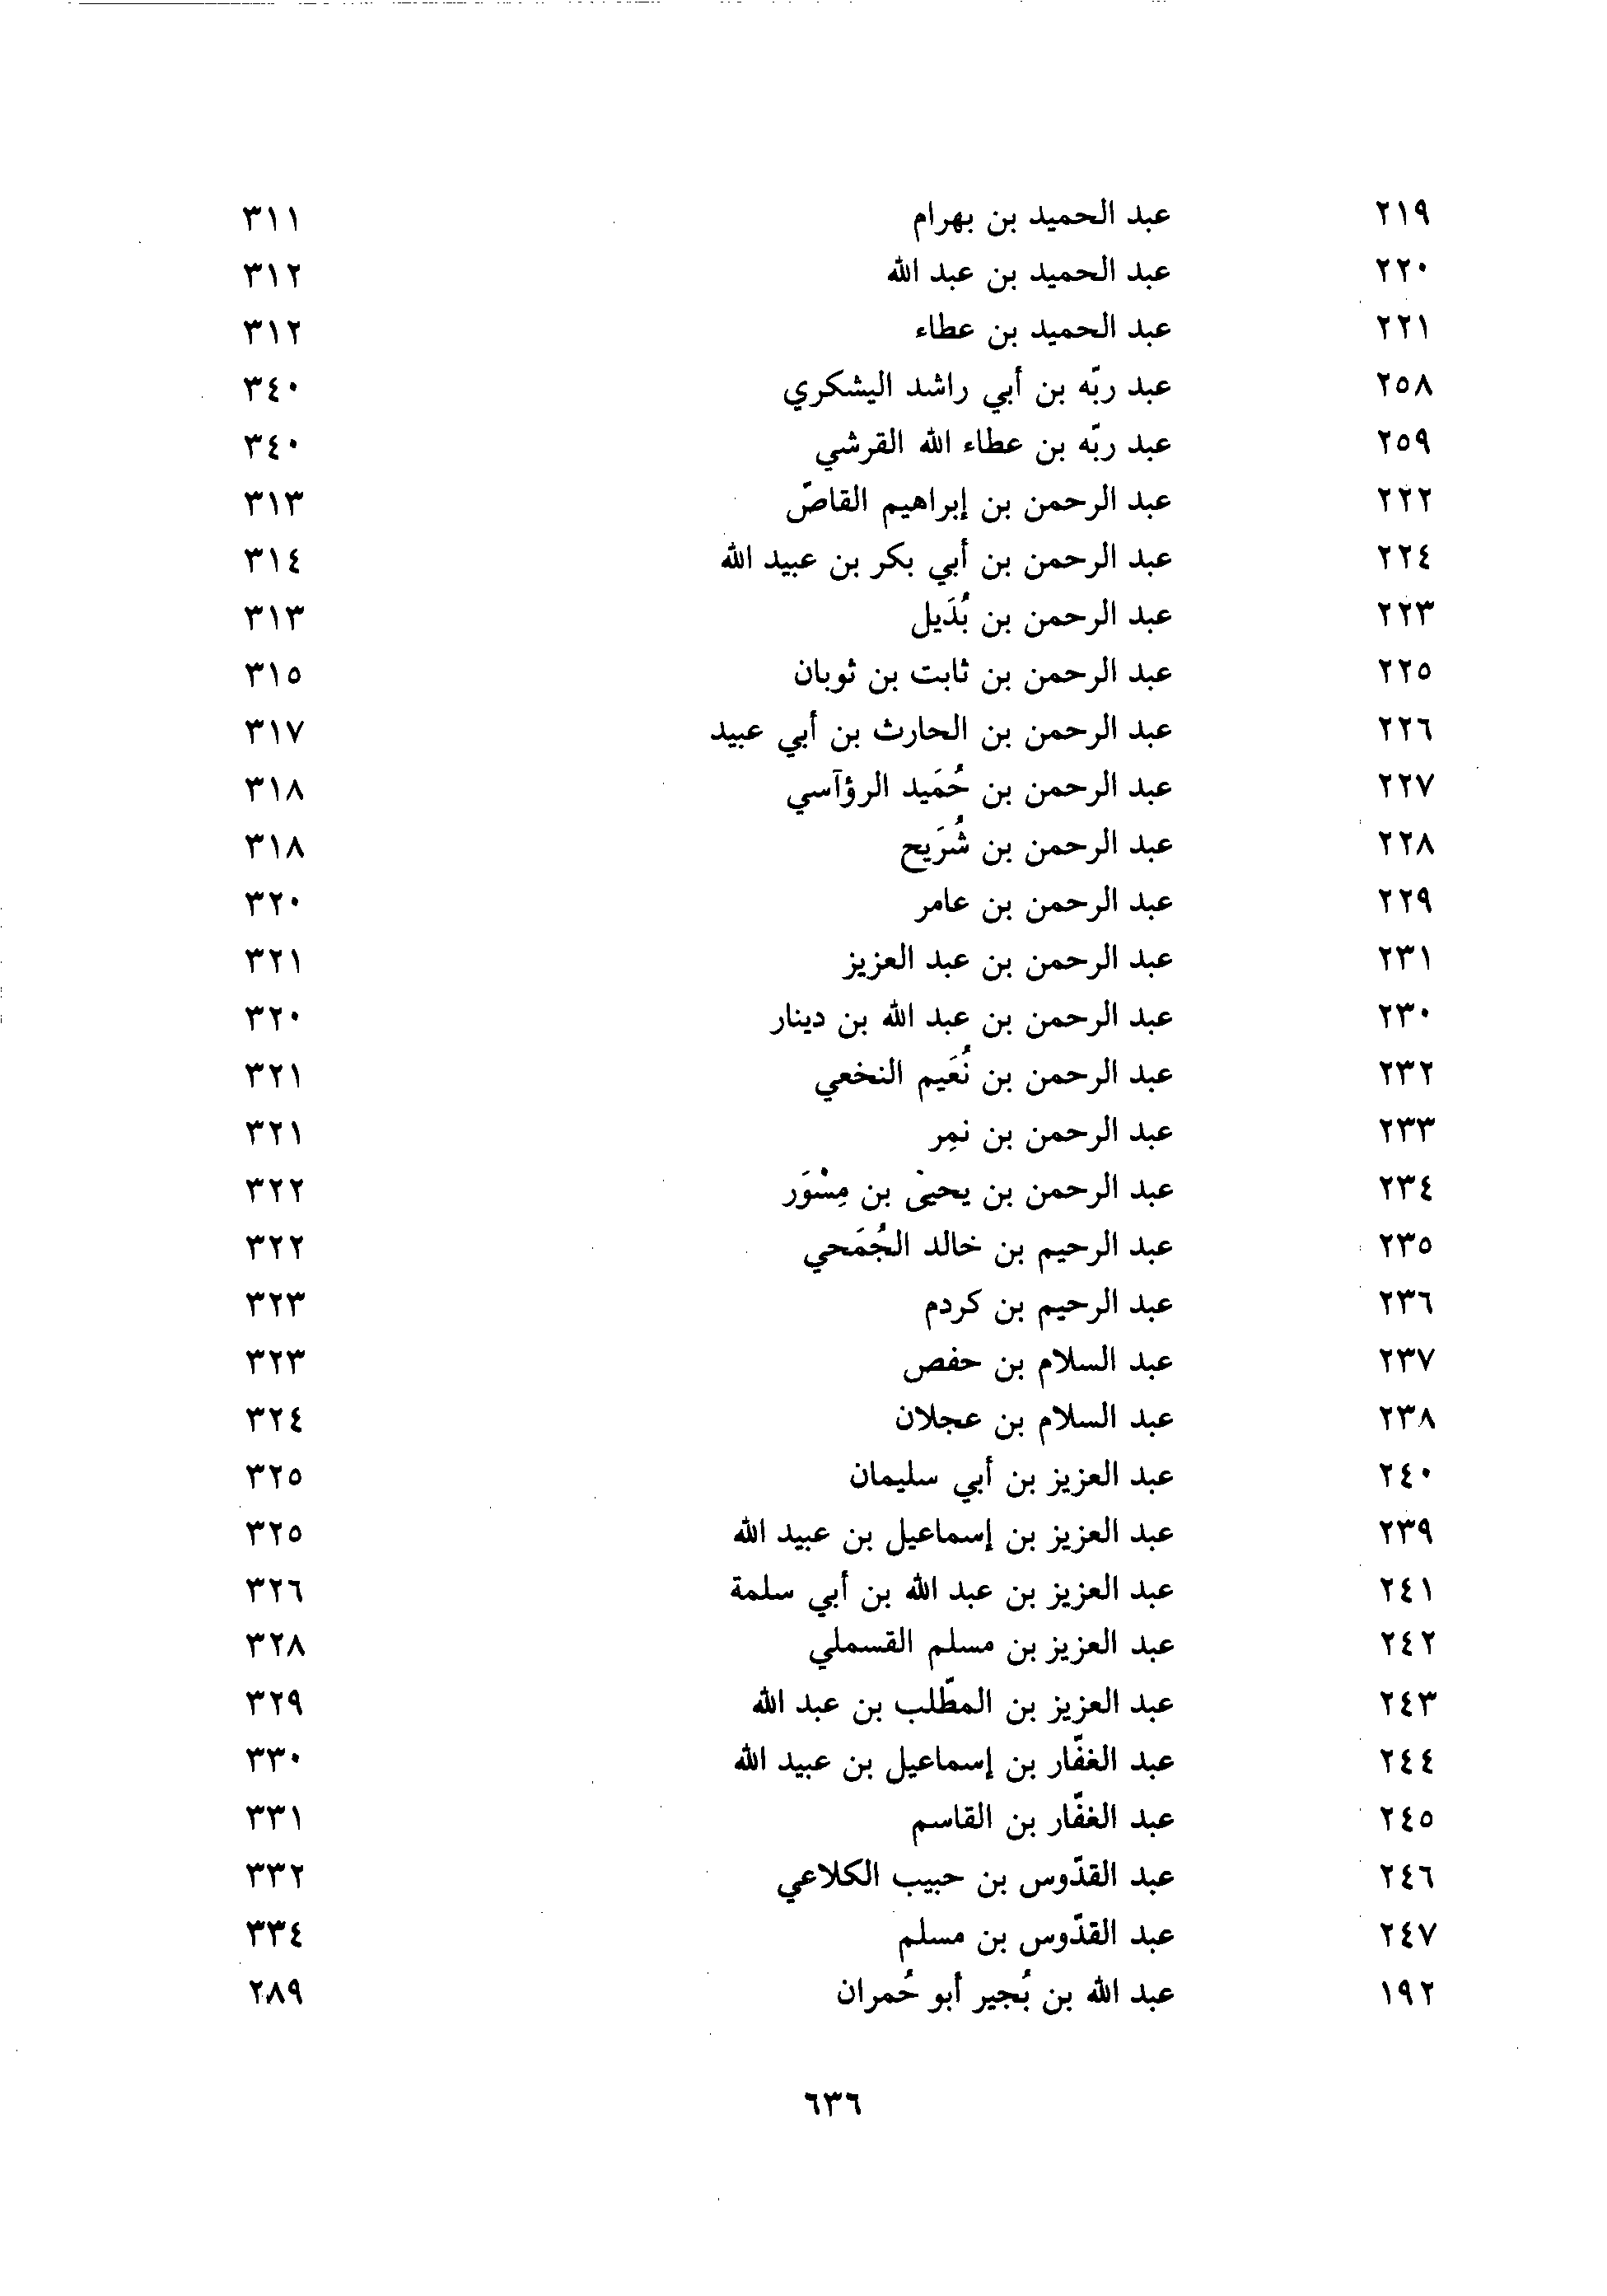 ٢١٩ عبد الحميد بن بهرام ٣١١
٢٢٠ عبد الحميد بن عبد الله ٣١٢
٢٢١ عبد الحميد بن عطاء ٣١٢
٢٥٨ عبد ربّه بن أبي راشد اليشكري ٣٤٠
٢٥٩ عبد ربّه بن عطاء الله القرشي ٣٤٠
٢٢٢ عبد الرحمن بن إبراهيم القاصّ ٣١٣
٢٢٤ عبد الرحمن بن أبي بكر بن عبيد الله ٣١٤
٢٢٣ عبد الرحمن بن بُدَيل ٣١٣
٢٢٥ عبد الرحمن بن ثابت بن ثوبان ٣١٥
٢٢٦ عبد الرحمن بن الحارث بن أبي عبيد ٣١٧
٢٢٧ عبد الرحمن بن حُمَيد الرؤآسي ٣١٨
٢٢٨ عبد الرحمن بن شُرَيح ٣١٨
٢٢٩ عبد الرحمن بن عامر ٣٢٠
٢٣١ عبد الرحمن بن عبد العزيز ٣٢١
٢٣٠ عبد الرحمن بن عبد الله بن دينار ٣٢٠
٢٣٢ عبد الرحمن بن نُعَيم النخعي ٣٢١
٢٣٣ عبد الرحمن بن نمِر ٣٢١
٢٣٤ عبد الرحمن بن يحيىٰ بن مِسْوَر ٣٢٢
٢٣٥ عبد الرحيم بن خالد الجُمَحي ٣٢٢
٢٣٦ عبد الرحيم بن كردم ٣٢٣
٢٣٧ عبد السلام بن حفص ٣٢٣
٢٣٨ عبد السلام بن عجلان ٣٢٤
٢٤٠ عبد العزيز بن أبي سليمان ٣٢٥
٢٣٩ عبد العزيز بن إسماعيل بن عبيد الله ٣٢٥
٢٤١ عبد العزيز بن عبد الله بن أبي سلمة ٣٢٦
٢٤٢ عبد العزيز بن مسلم القسملي ٣٢٨
٢٤٣ عبد العزيز بن المطّلب بن عبد الله ٣٢٩
٢٤٤ عبد الغفّار بن إسماعيل بن عبيد الله ٣٣٠
٢٤٥ عبد الغفّار بن القاسم ٣٣١
٢٤٦ عبد القدّوس بن حبيب الكلاعي ٣٣٢
٢٤٧ عبد القدّوس بن مسلم ٣٣٤
١٩٢ عبد الله بن بُجير أبو حُمران ٢٨٩
٦٣٦